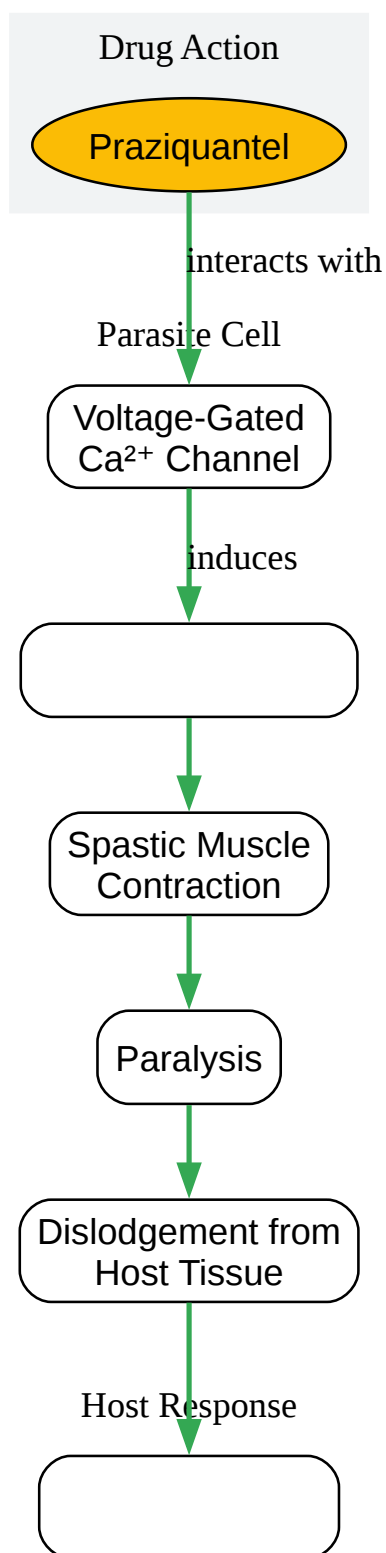 Drug Action
Praziquantel
interacts with
Parasite Cell
Voltage-Gated
Ca²⁺ Channel
induces
Spastic Muscle
Contraction
Paralysis
Dislodgement from
Host Tissue
Host Response